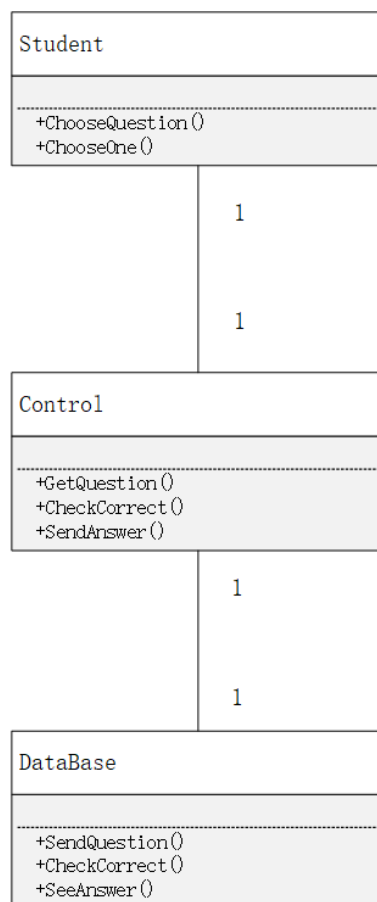 Student
+ChooseQuestion()
+ChooseOne()
1
1
Control
+GetQuestion()
+CheckCorrect()
+SendAnswer()
1
1
DataBase
+SendQuestion()
+CheckCorrect()
+SeeAnswer()